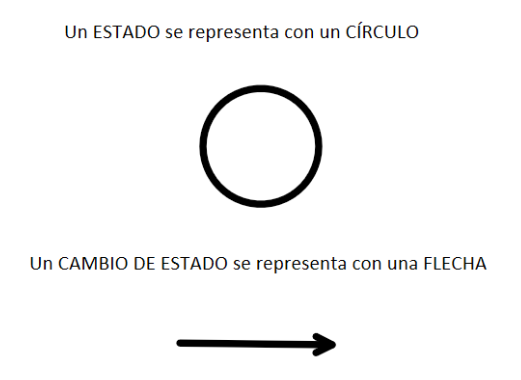 Un ESTADO se representa con un CÍRCULO
Un CAMBIO DE ESTADO se representa con una FLECHA